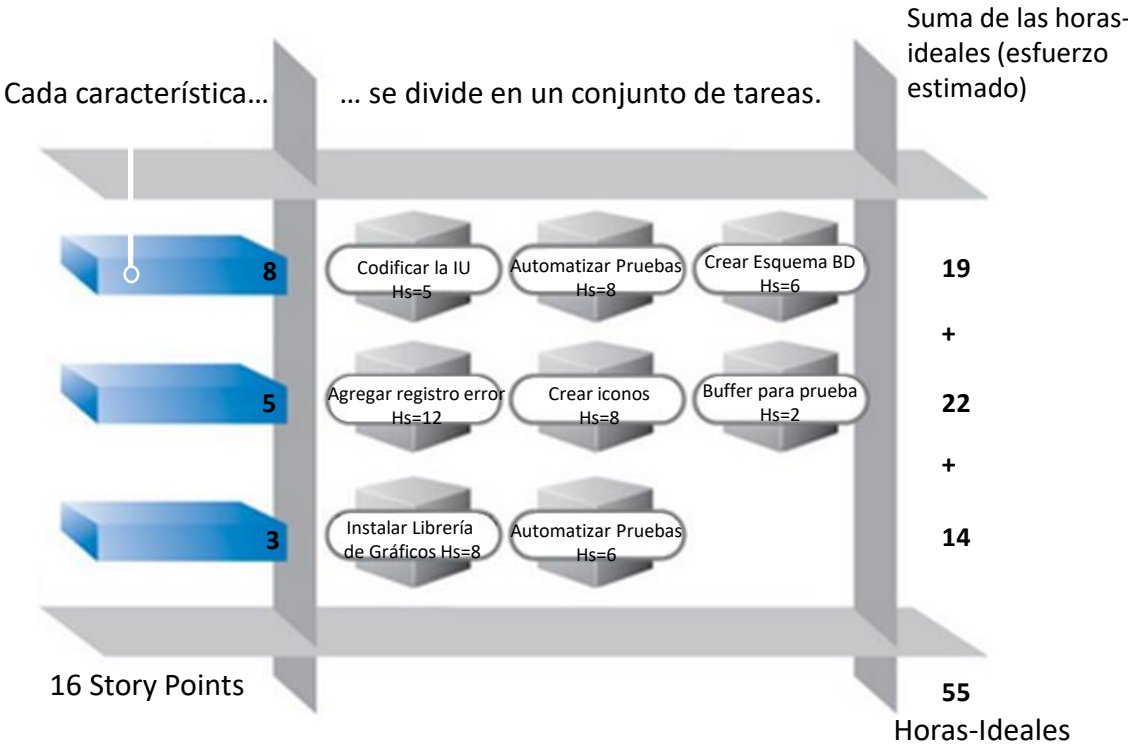 Suma de las horas-
ideales (esfuerzo
estimado)
Cada característica…
… se divide en un conjunto de tareas.
8
Codificar la IU
Hs=5
Automatizar Pruebas
Hs=8
Crear Esquema BD
Hs=6
19
+
5
Agregar registro error
Hs=12
Crear iconos
Hs=8
Buffer para prueba
Hs=2
22
+
3
Instalar Librería
de Gráficos Hs=8
Automatizar Pruebas
Hs=6
14
16 Story Points
55
Horas-Ideales